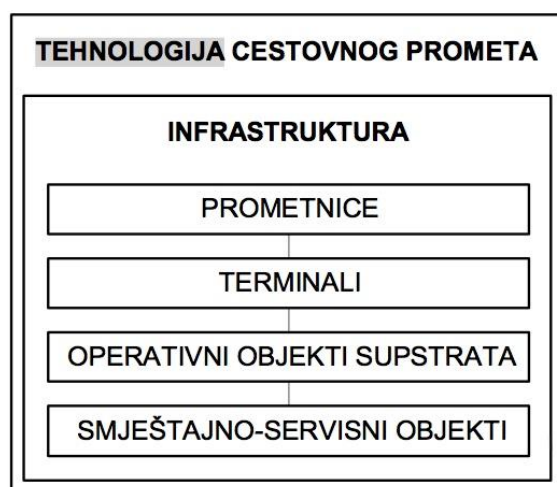 TEHNOLOGIJA CESTOVNOG PROMETA
INFRASTRUKTURA
PROMETNICE
TERMINALI
OPERATIVNI OBJEKTI SUPSTRATA
SMJEŠTAJNO-SERVISNI OBJEKTI